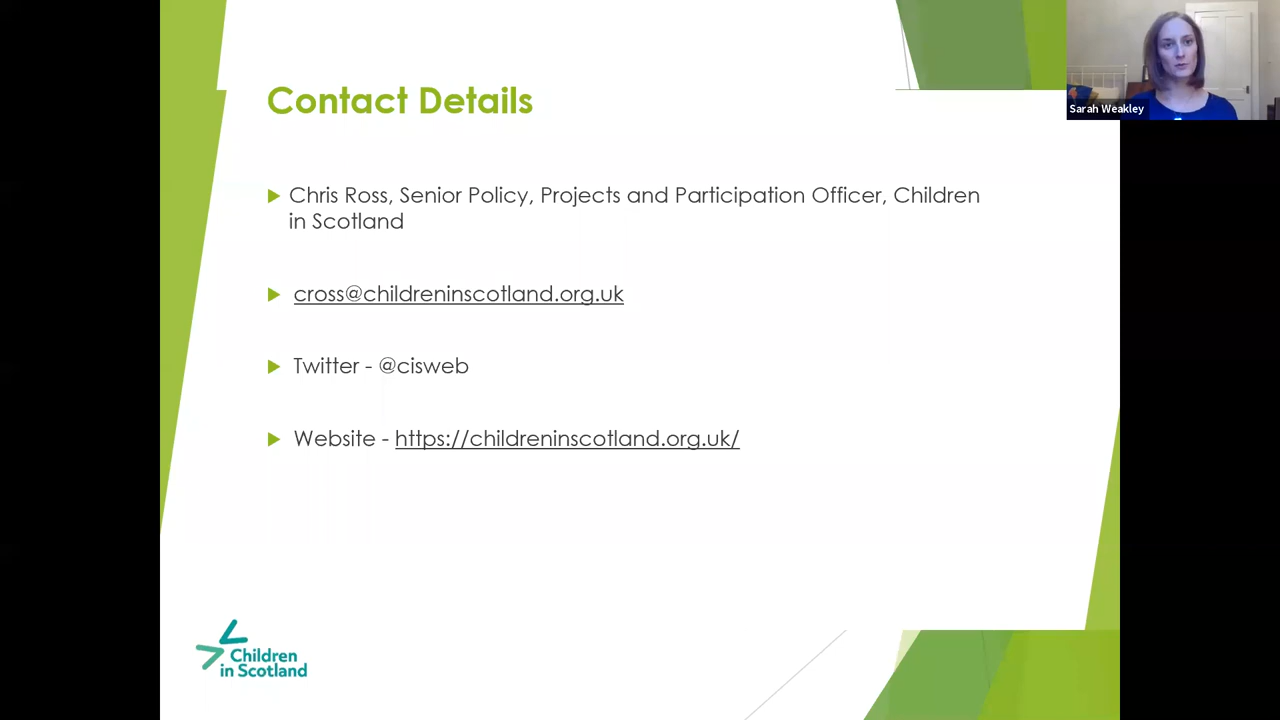 Contact Details
Chris Ross, Senior Policy, Projects and Participation Officer, Children
in Scotland
cross@childreninscotland.org.uk
Twitter - @cisweb
Website - https://childreninscotland.org.uk/
Children
in Scotland
Sarah Weakley